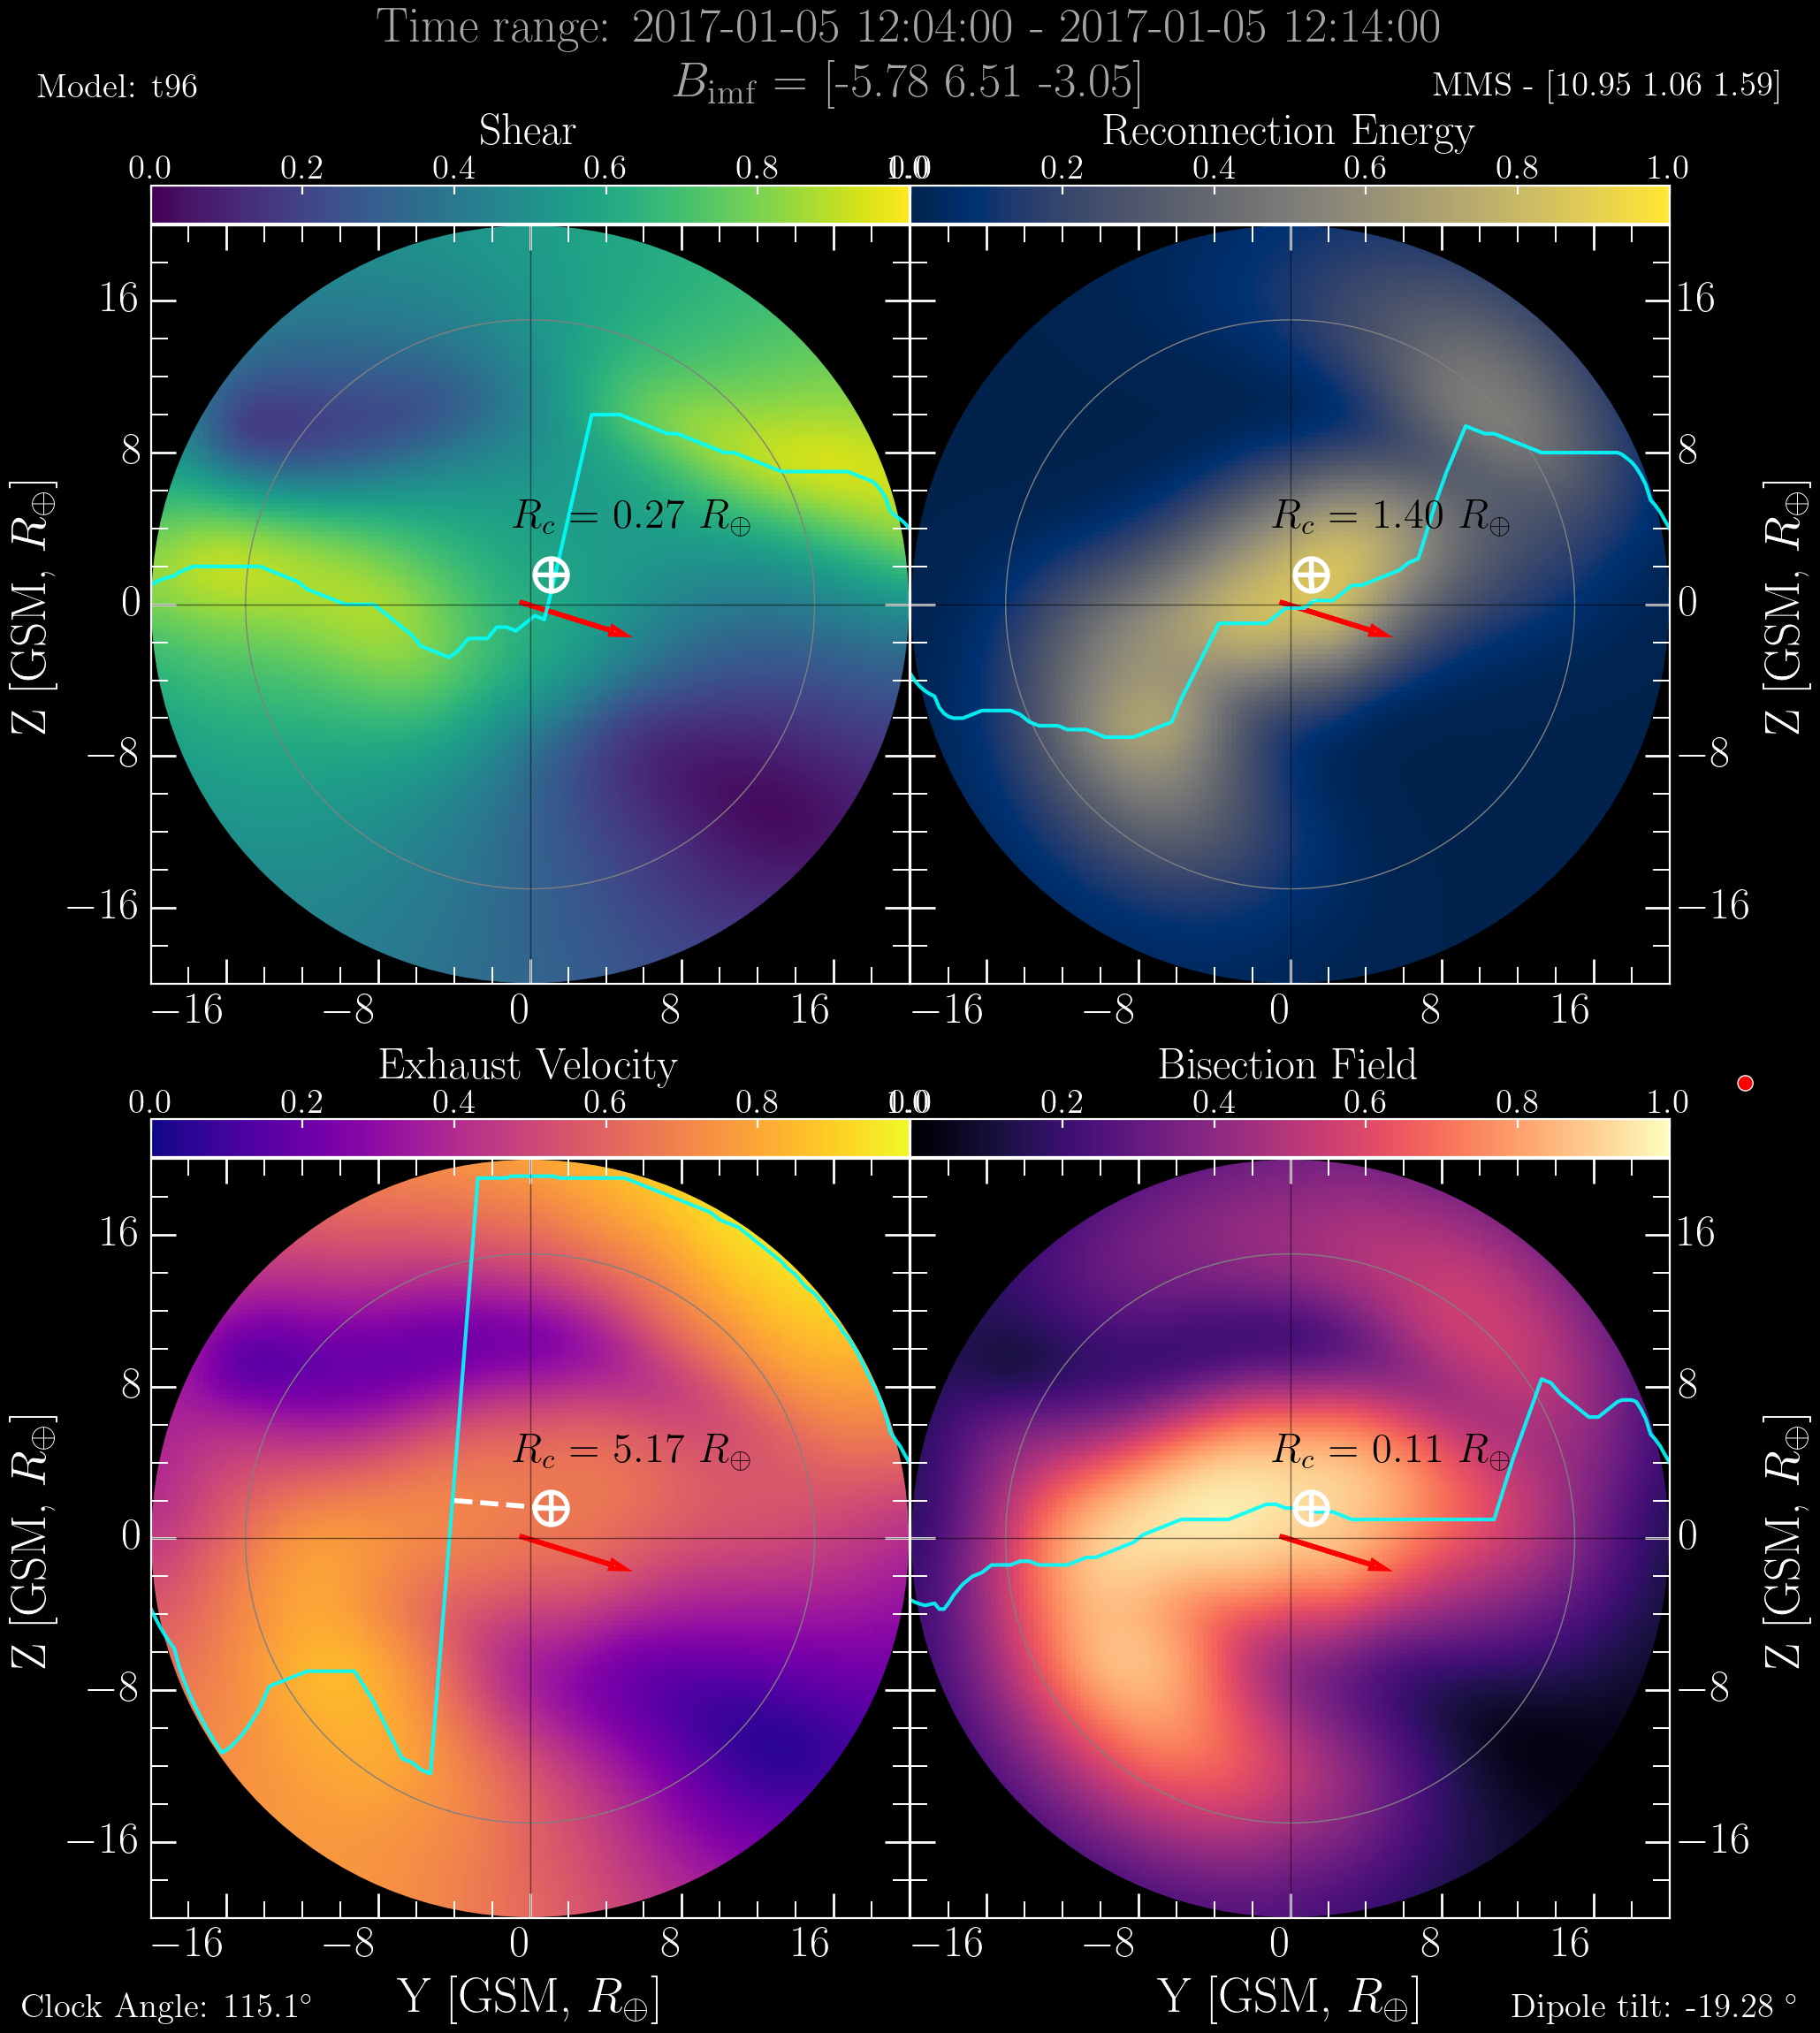 Time range: 2017-01-05 12:04:00 - 2017-01-05 12:14:00
Model: t96
B_imf = [-5.78 6.51 -3.05]
MMS - [10.95 1.06 1.59]
Shear
Reconnection Energy
0.0 0.2 0.4 0.6 0.8 1.0
0.0 0.2 0.4 0.6 0.8 1.0
16
8
0
−8
−16
Z [GSM, R⊕]
R_c = 0.27 R⊕
R_c = 1.40 R⊕
16
8
0
−8
−16
Z [GSM, R⊕]
−16 −8 0 8 16
−16 −8 0 8 16
Exhaust Velocity
Bisection Field
0.0 0.2 0.4 0.6 0.8 1.0
0.0 0.2 0.4 0.6 0.8 1.0
16
8
0
−8
−16
Z [GSM, R⊕]
R_c = 5.17 R⊕
R_c = 0.11 R⊕
16
8
0
−8
−16
Z [GSM, R⊕]
−16 −8 0 8 16
−16 −8 0 8 16
Y [GSM, R⊕]
Y [GSM, R⊕]
Clock Angle: 115.1°
Dipole tilt: -19.28 °